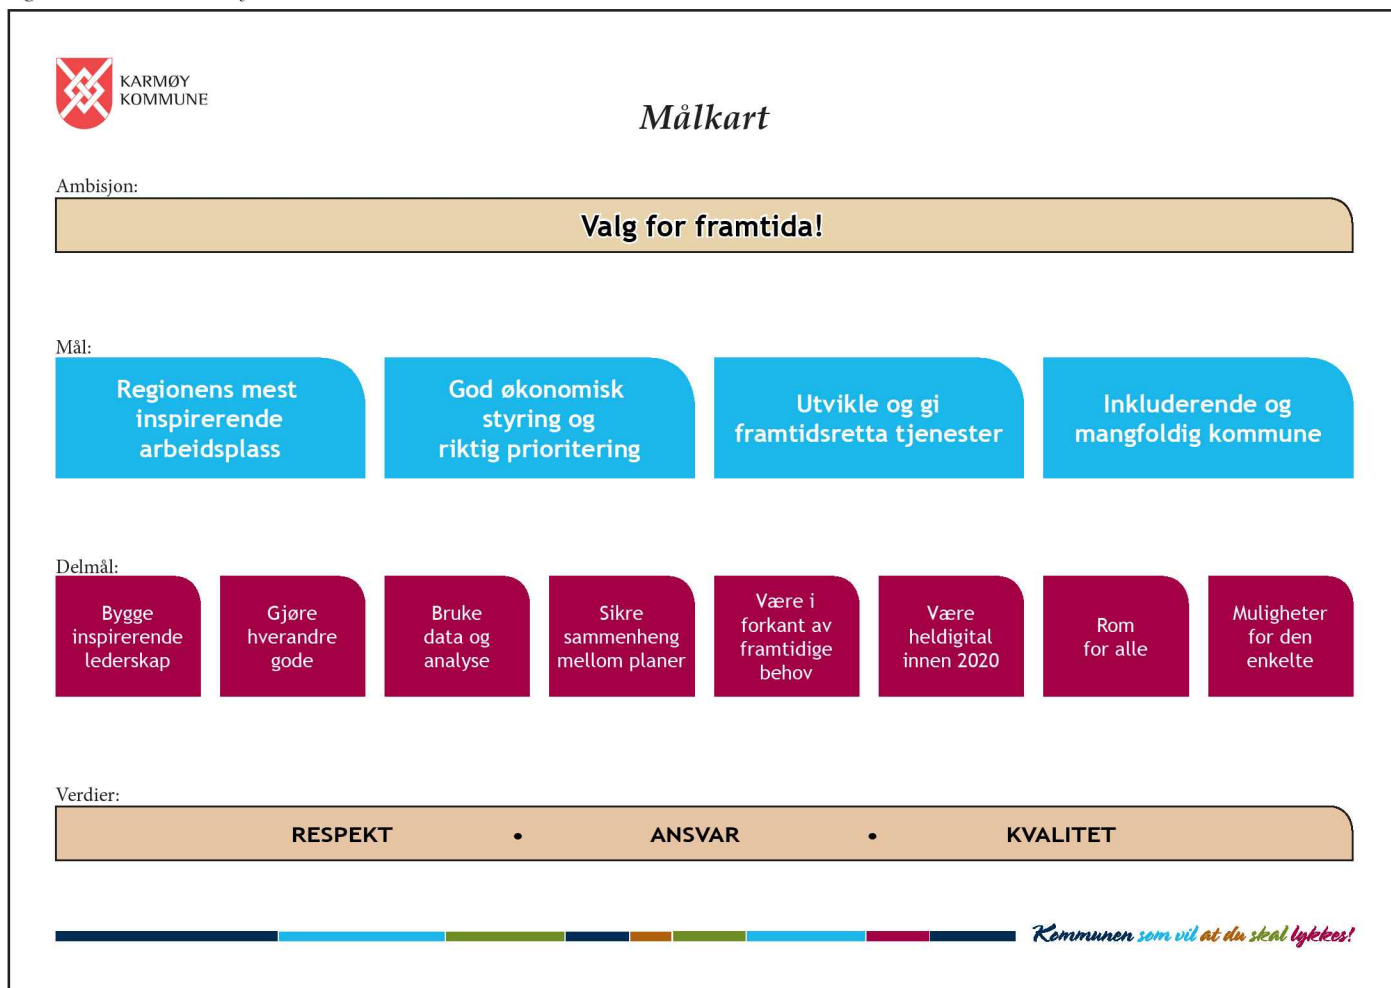 KARMØY
KOMMUNE
Målkart
Ambisjon:
Valg for framtida!
Mål:
Regionens mest
inspirerende
arbeidsplass
God økonomisk
styring og
riktig prioritering
Utvikle og gi
framtidsretta tjenester
Inkluderende og
mangfoldig kommune
Delmål:
Bygge
inspirerende
lederskap
Gjøre
hverandre
gode
Bruke
data og
analyse
Sikre
sammenheng
mellom planer
Være i
forkant av
framtidige
behov
Være
heldigital
innen 2020
Rom
for alle
Muligheter
for den
enkelte
Verdier:
RESPEKT • ANSVAR • KVALITET
Kommunen som vil at du skal lykkes!